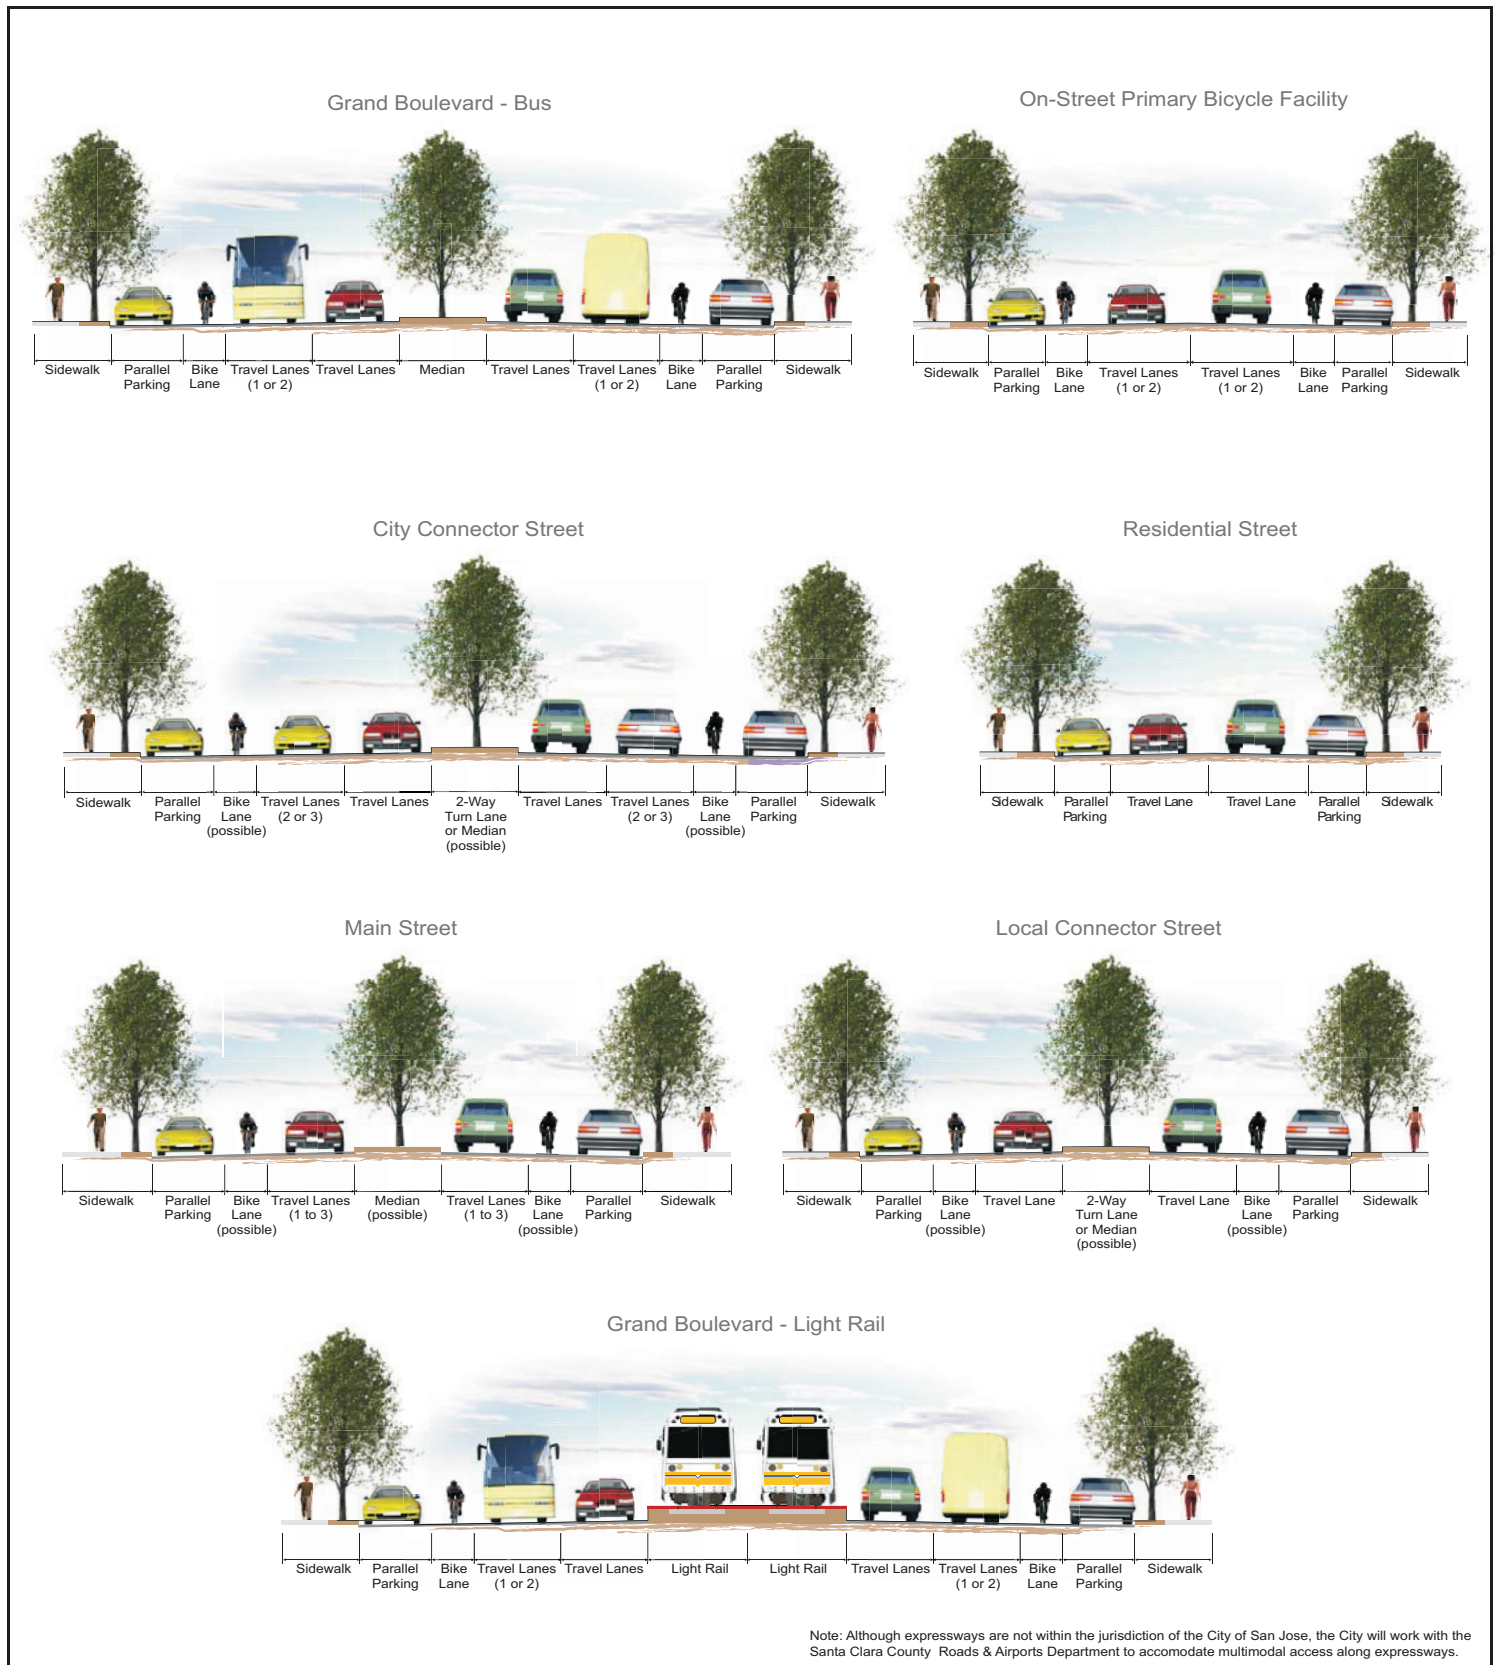 Grand Boulevard - Bus
Sidewalk
Parallel
Parking
Bike
Lane
Travel Lanes
(1 or 2)
Travel Lanes
Median
Travel Lanes
Travel Lanes
(1 or 2)
Bike
Lane
Parallel
Parking
Sidewalk
On-Street Primary Bicycle Facility
Sidewalk
Parallel
Parking
Bike
Lane
Travel Lanes
(1 or 2)
Travel Lanes
(1 or 2)
Bike
Lane
Parallel
Parking
Sidewalk
City Connector Street
Sidewalk
Parallel
Parking
Bike
Lane
(possible)
Travel Lanes
(2 or 3)
Travel Lanes
2-Way
Turn Lane
or Median
(possible)
Travel Lanes
Travel Lanes
(2 or 3)
Bike
Lane
(possible)
Parallel
Parking
Sidewalk
Residential Street
Sidewalk
Parallel
Parking
Travel Lane
Travel Lane
Parallel
Parking
Sidewalk
Main Street
Sidewalk
Parallel
Parking
Bike
Lane
(possible)
Travel Lanes
(1 to 3)
Median
(possible)
Travel Lanes
(1 to 3)
Bike
Lane
(possible)
Parallel
Parking
Sidewalk
Local Connector Street
Sidewalk
Parallel
Parking
Bike
Lane
(possible)
Travel Lane
2-Way
Turn Lane
or Median
(possible)
Travel Lane
Bike
Lane
(possible)
Parallel
Parking
Sidewalk
Grand Boulevard - Light Rail
Sidewalk
Parallel
Parking
Bike
Lane
Travel Lanes
(1 or 2)
Travel Lanes
Light Rail
Light Rail
Travel Lanes
Travel Lanes
(1 or 2)
Bike
Lane
Parallel
Parking
Sidewalk
Note: Although expressways are not within the jurisdiction of the City of San Jose, the City will work with the
Santa Clara County Roads & Airports Department to accomodate multimodal access along expressways.